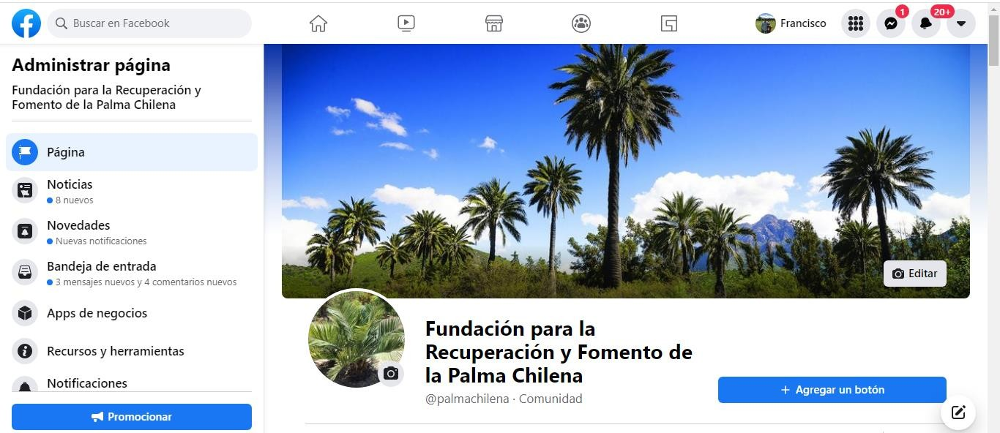 Buscar en Facebook
Francisco
1
20+
Administrar página
Fundación para la Recuperación y
Fomento de la Palma Chilena
Página
Noticias
8 nuevos
Novedades
Nuevas notificaciones
Bandeja de entrada
3 mensajes nuevos y 4 comentarios nuevos
Apps de negocios
Recursos y herramientas
Notificaciones
Promocionar
Editar
Fundación para la
Recuperación y Fomento de
la Palma Chilena
@palmachilena · Comunidad
+ Agregar un botón